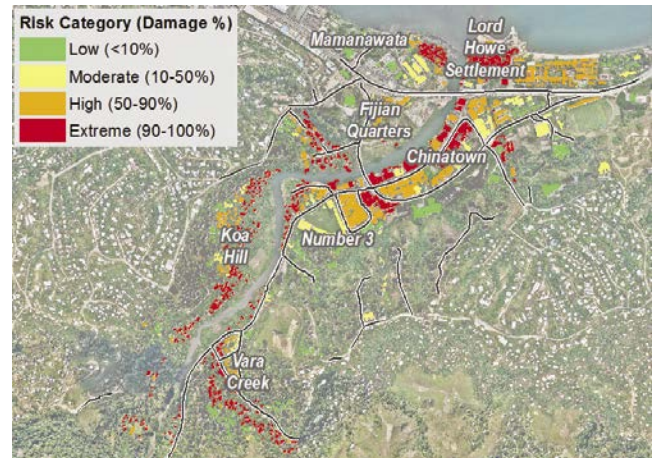 Risk Category (Damage %)
Low (<10%)
Moderate (10-50%)
High (50-90%)
Extreme (90-100%)
Mamanawata
Lord
Howe
Settlement
Fijian
Quarters
Chinatown
Koa
Hill
Number 3
Vara
Creek